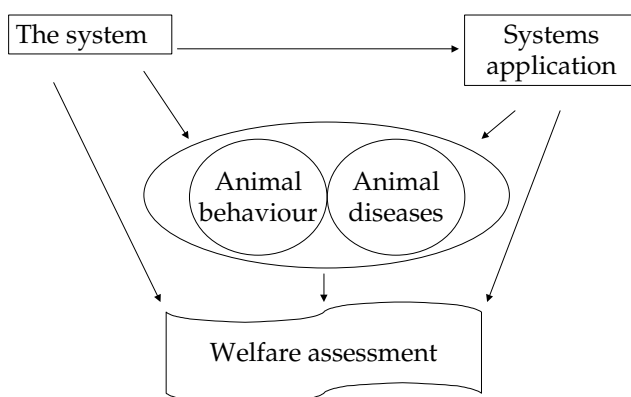 The system
Systems
application
Animal
behaviour
Animal
diseases
Welfare assessment